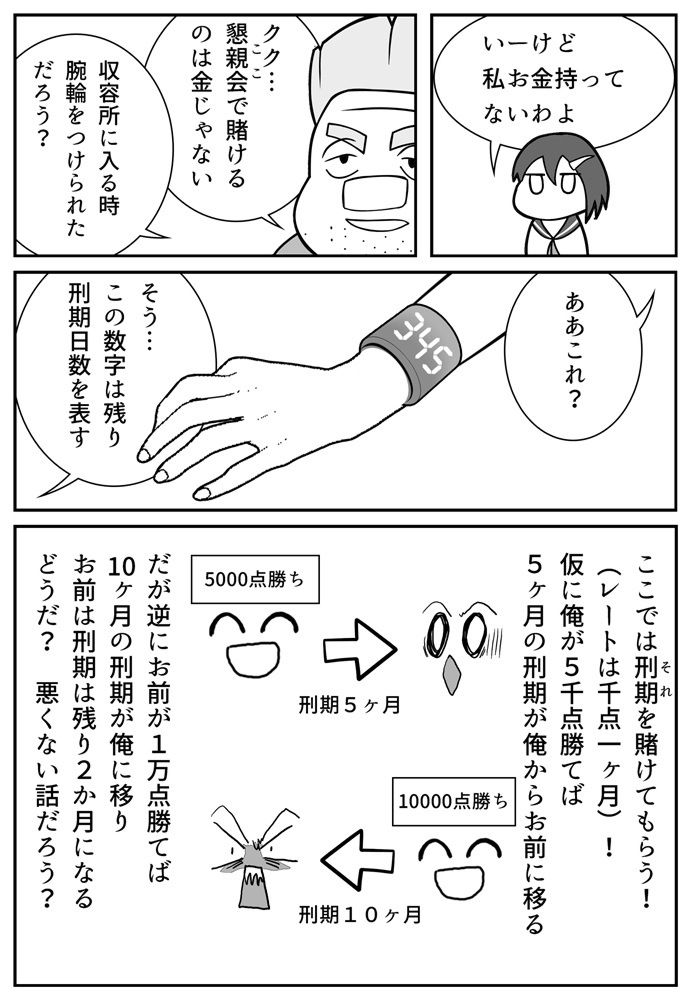 いーけど
私お金持って
ないわよ
クク…
懇親会で賭ける
ここ
のは金じゃない
収容所に入る時
腕輪をつけられた
だろう?
ああこれ?
345
そう…
この数字は残り
刑期日数を表す
ここでは刑期を賭けてもらう!
それ
(レートは千点一ヶ月)!
仮に俺が5千点勝てば
5ヶ月の刑期が俺からお前に移る
5000点勝ち
刑期5ヶ月
10000点勝ち
刑期10ヶ月
だが逆にお前が1万点勝てば
10ヶ月の刑期が俺に移り
お前は刑期は残り2か月になる
どうだ? 悪くない話だろう?